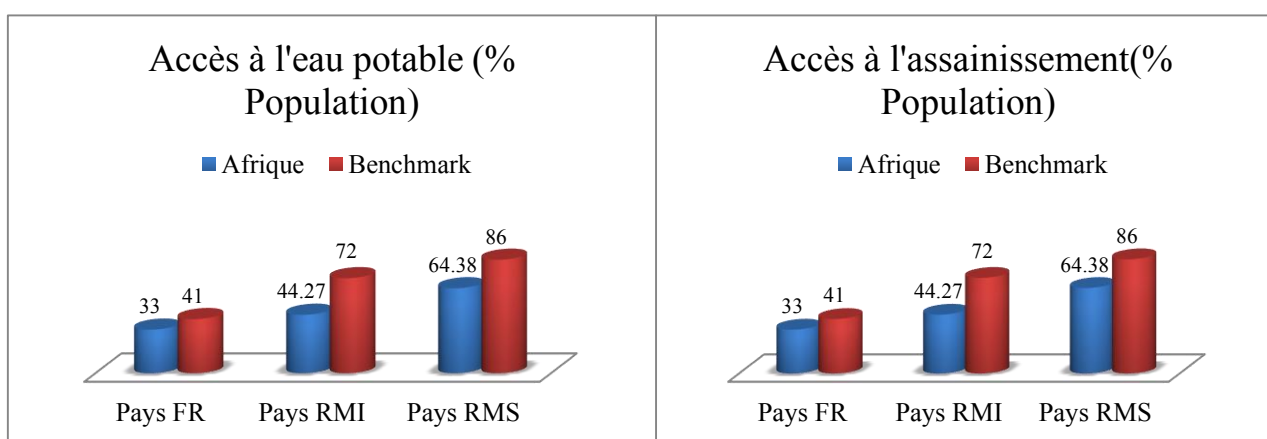 Accès à l'eau potable (%
Population)
Afrique Benchmark
33 41 44.27 72 64.38 86
Pays FR Pays RMI Pays RMS
Accès à l'assainissement(%
Population)
Afrique Benchmark
33 41 44.27 72 64.38 86
Pays FR Pays RMI Pays RMS